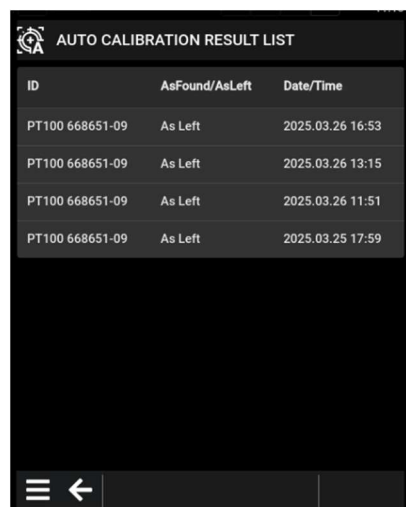 AUTO CALIBRATION RESULT LIST
ID AsFound/AsLeft Date/Time
PT100 668651-09 As Left 2025.03.26 16:53
PT100 668651-09 As Left 2025.03.26 13:15
PT100 668651-09 As Left 2025.03.26 11:51
PT100 668651-09 As Left 2025.03.25 17:59